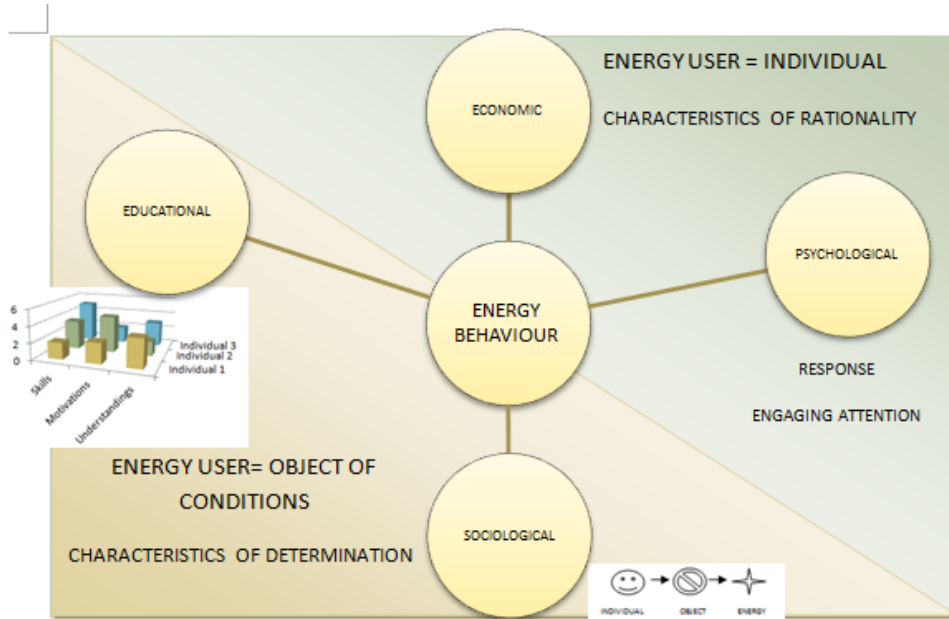 ECONOMIC
ENERGY USER = INDIVIDUAL
CHARACTERISTICS OF RATIONALITY
EDUCATIONAL
PSYCHOLOGICAL
ENERGY
BEHAVIOUR
6
4
2
0
Individual 3
Individual 2
Individual 1
Skills
Motivations
Understandings
RESPONSE
ENGAGING ATTENTION
ENERGY USER= OBJECT OF
CONDITIONS
CHARACTERISTICS OF DETERMINATION
SOCIOLOGICAL
INDIVIDUAL
OBJECT
ENERGY